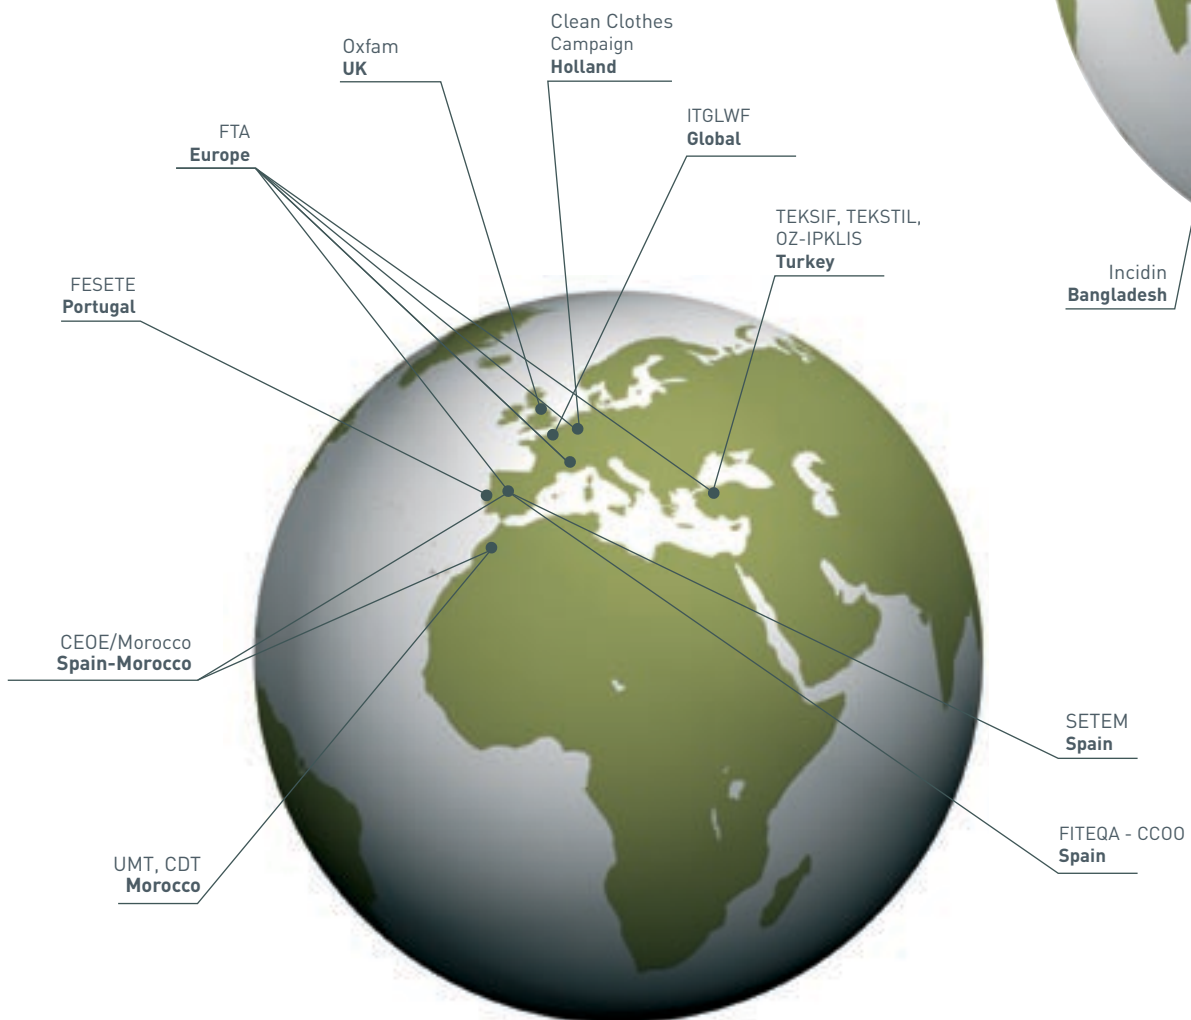 Clean Clothes
Campaign
Holland
Oxfam
UK
ITGLWF
Global
FTA
Europe
TEKSIF, TEKSTIL,
OZ-IPKLIS
Turkey
Incidin
Bangladesh
FESETE
Portugal
CEOE/Morocco
Spain-Morocco
SETEM
Spain
FITEQA - CCOO
Spain
UMT, CDT
Morocco